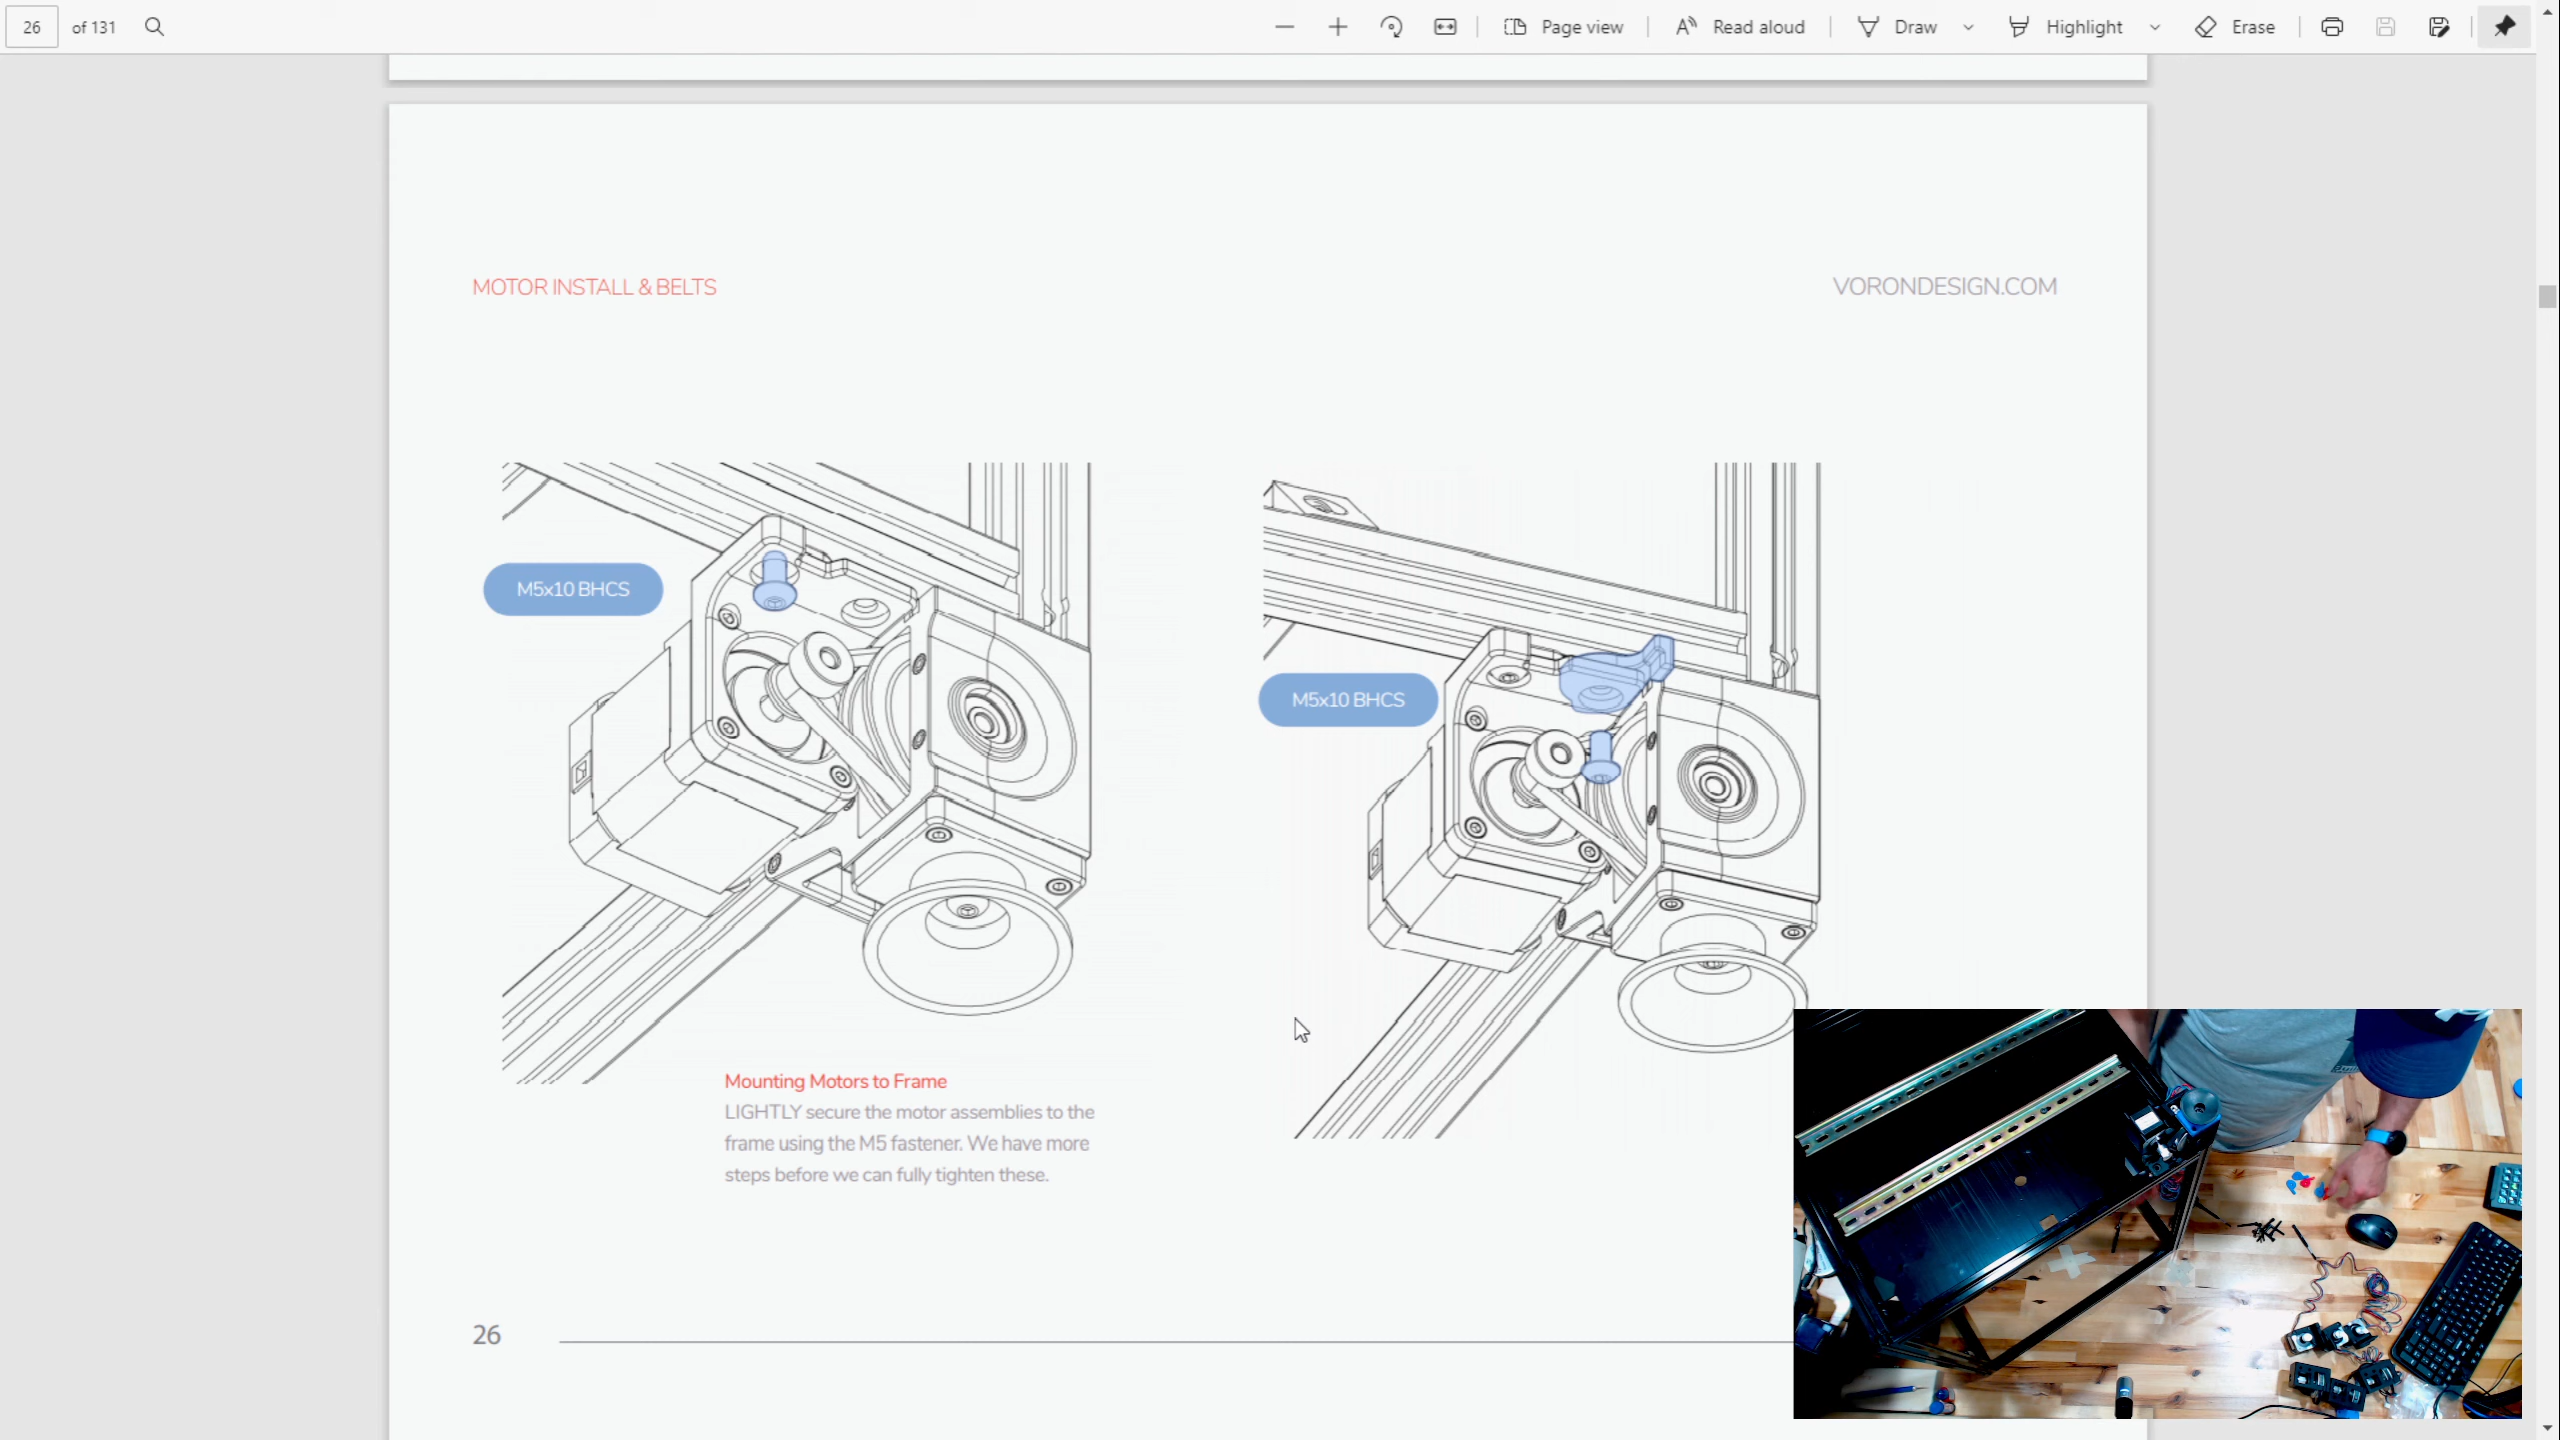 26 of 131 Page view Read aloud Draw Highlight Erase
MOTOR INSTALL & BELTS VORONDESIGN.COM
M5x10 BHCS
M5x10 BHCS
Mounting Motors to Frame
LIGHTLY secure the motor assemblies to the
frame using the M5 fastener. We have more
steps before we can fully tighten these.
26